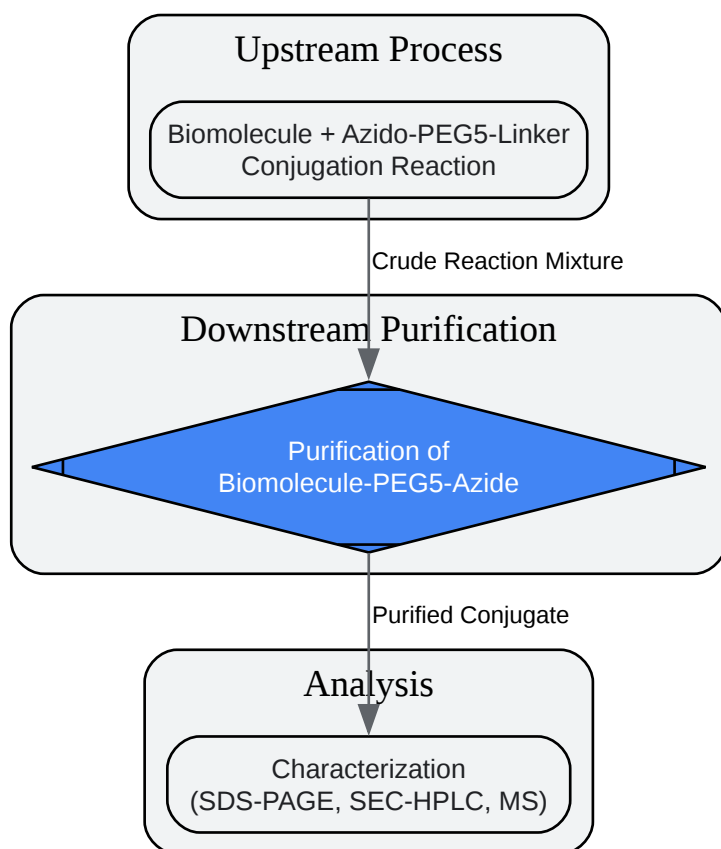 Upstream Process
Biomolecule + Azido-PEG5-Linker
Conjugation Reaction
Crude Reaction Mixture
Downstream Purification
Purification of
Biomolecule-PEG5-Azide
Purified Conjugate
Analysis
Characterization
(SDS-PAGE, SEC-HPLC, MS)